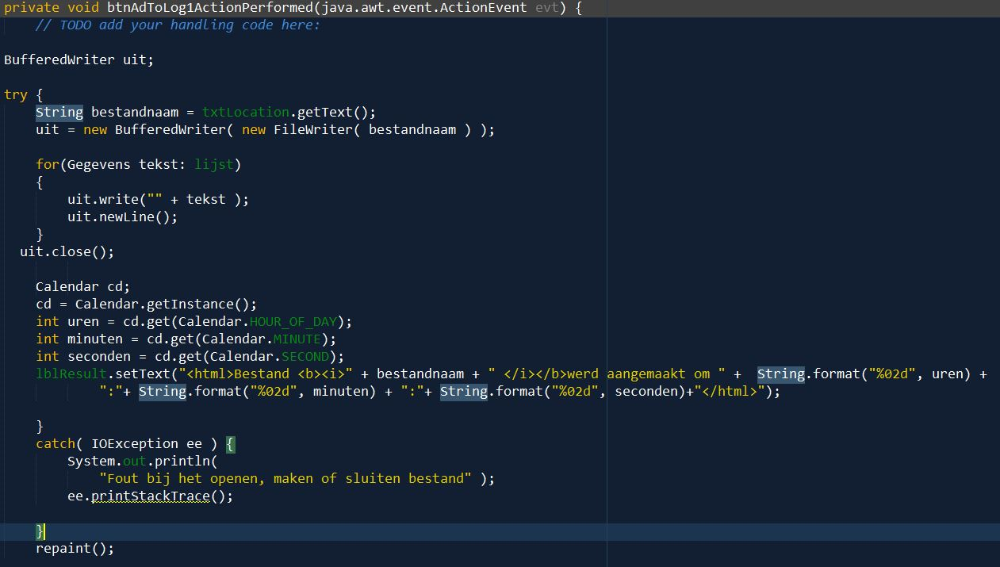 private void btnAdToLog1ActionPerformed(java.awt.event.ActionEvent evt) {
// TODO add your handling code here:
BufferedWriter uit;
try {
String bestandnaam = txtLocation.getText();
uit = new BufferedWriter( new FileWriter( bestandnaam ) );
for(Gegevens tekst: lijst)
{
uit.write("" + tekst );
uit.newLine();
}
uit.close();
Calendar cd;
cd = Calendar.getInstance();
int uren = cd.get(Calendar.HOUR_OF_DAY);
int minuten = cd.get(Calendar.MINUTE);
int seconden = cd.get(Calendar.SECOND);
lblResult.setText("<html>Bestand <b><i>" + bestandnaam + " </i></b>werd aangemaakt om " +  String.format("%02d", uren) +
":"+ String.format("%02d", minuten) + ":"+ String.format("%02d", seconden)+"</html>");
}
catch( IOException ee ) {
System.out.println(
"Fout bij het openen, maken of sluiten bestand" );
ee.printStackTrace();
}
repaint();